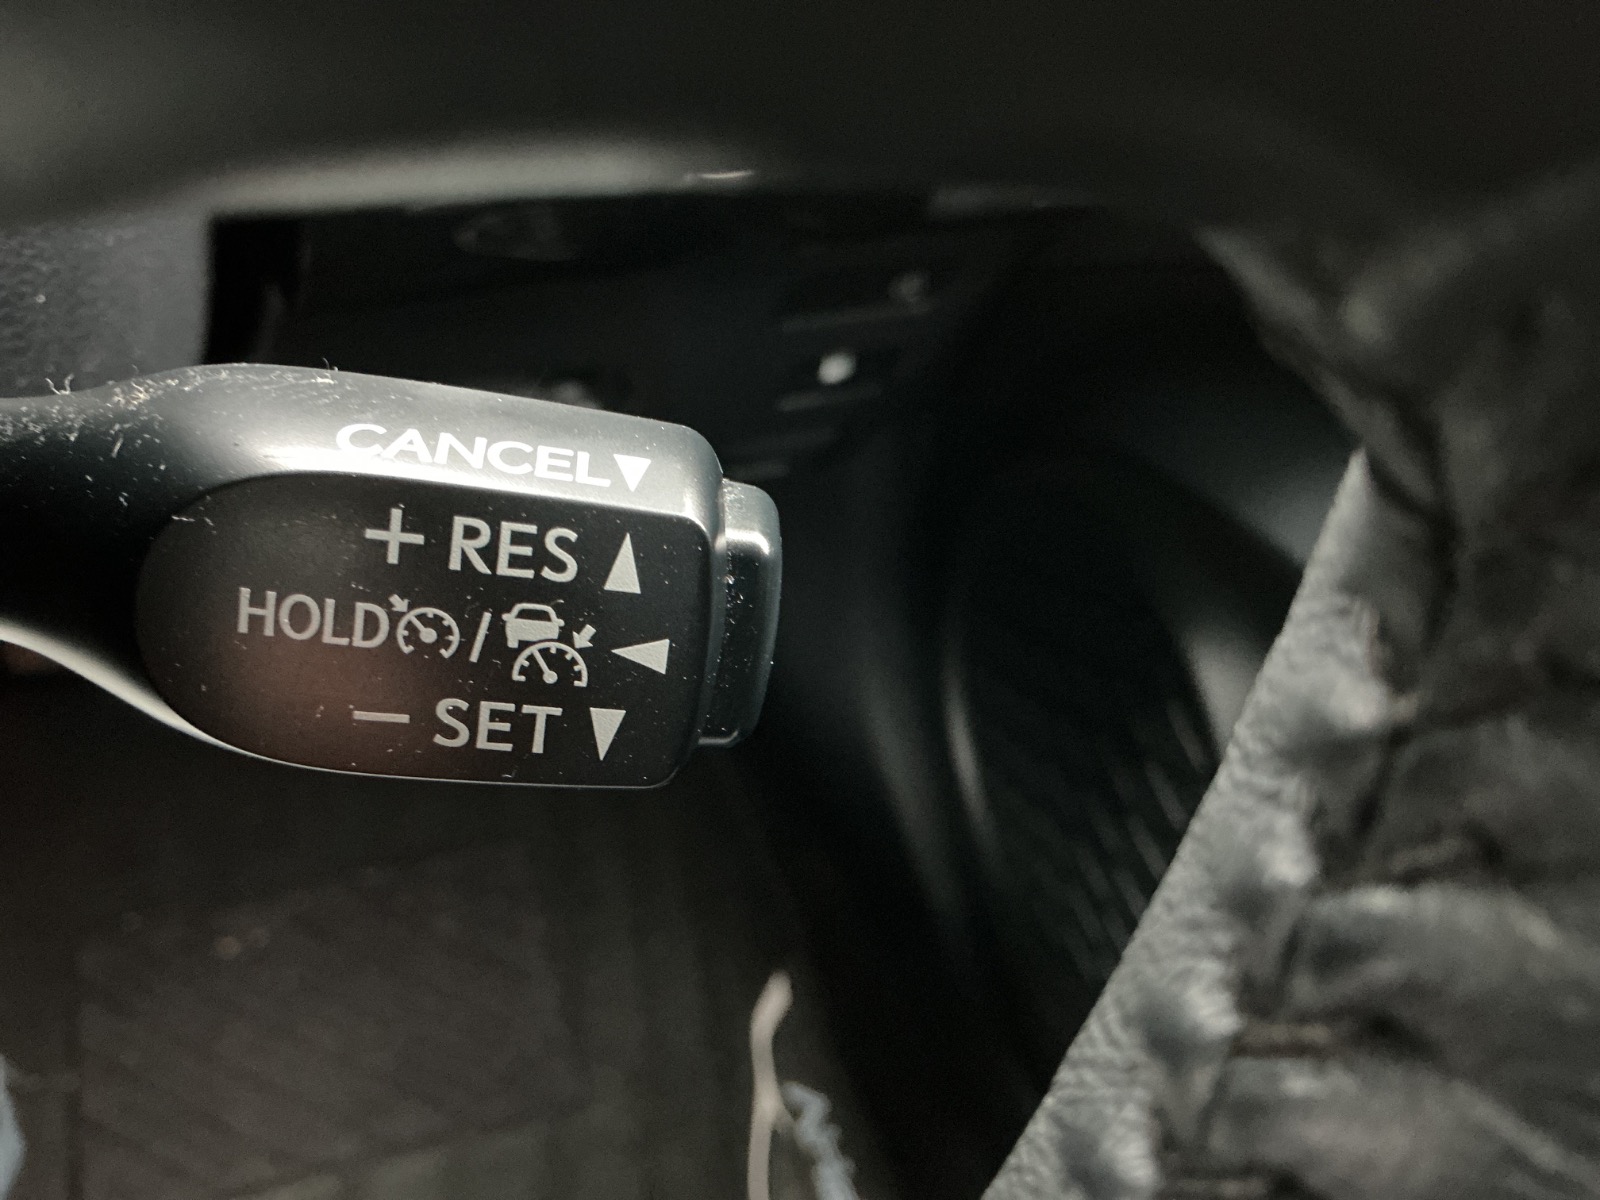 CANCEL▼
+ RES ▲
HOLD / ◀
− SET ▼